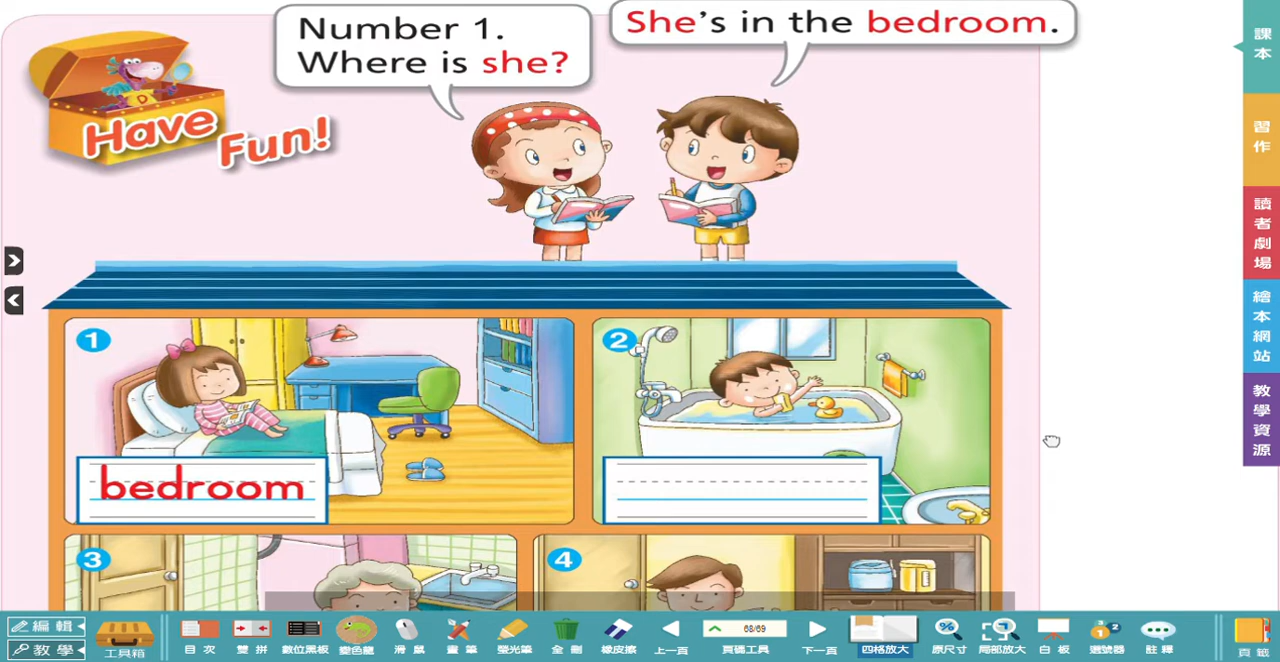 Number 1.
Where is she?
She's in the bedroom.
Have
Fun!
D
1
bedroom
2
3
4
課本
習作
讀者劇場
繪本網站
教學資源
編輯
教學
工具箱
目次
雙拼
數位黑板
變色龍
滑鼠
畫筆
螢光筆
全刪
橡皮擦
上一頁
68/69
頁碼工具
下一頁
四格放大
原尺寸
局部放大
白板
選號器
註釋
頁籤